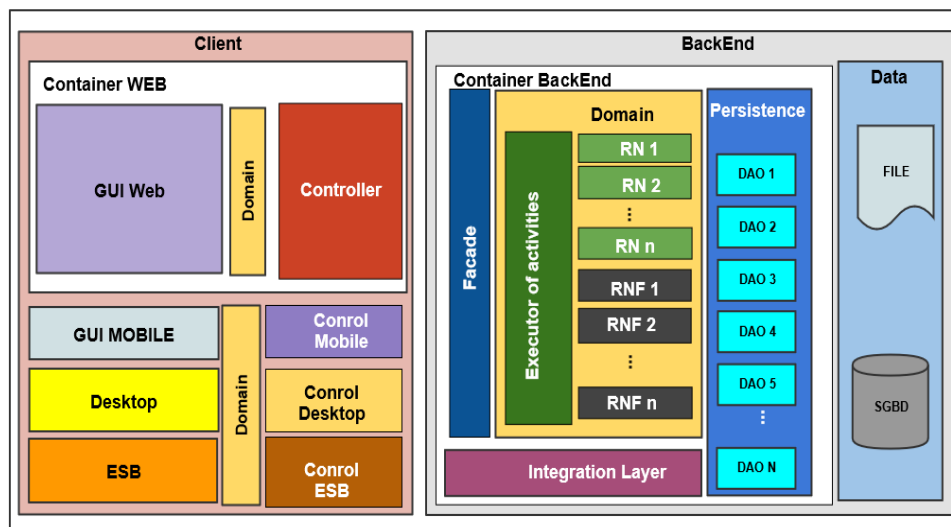 Client
Container WEB
GUI Web
Domain
Controller
GUI MOBILE
Desktop
ESB
Domain
Conrol
Mobile
Conrol
Desktop
Conrol
ESB
BackEnd
Container BackEnd
Facade
Domain
Executor of activities
RN 1
RN 2
...
RN n
RNF 1
RNF 2
...
RNF n
Integration Layer
Persistence
DAO 1
DAO 2
DAO 3
DAO 4
DAO 5
...
DAO N
Data
FILE
SGBD